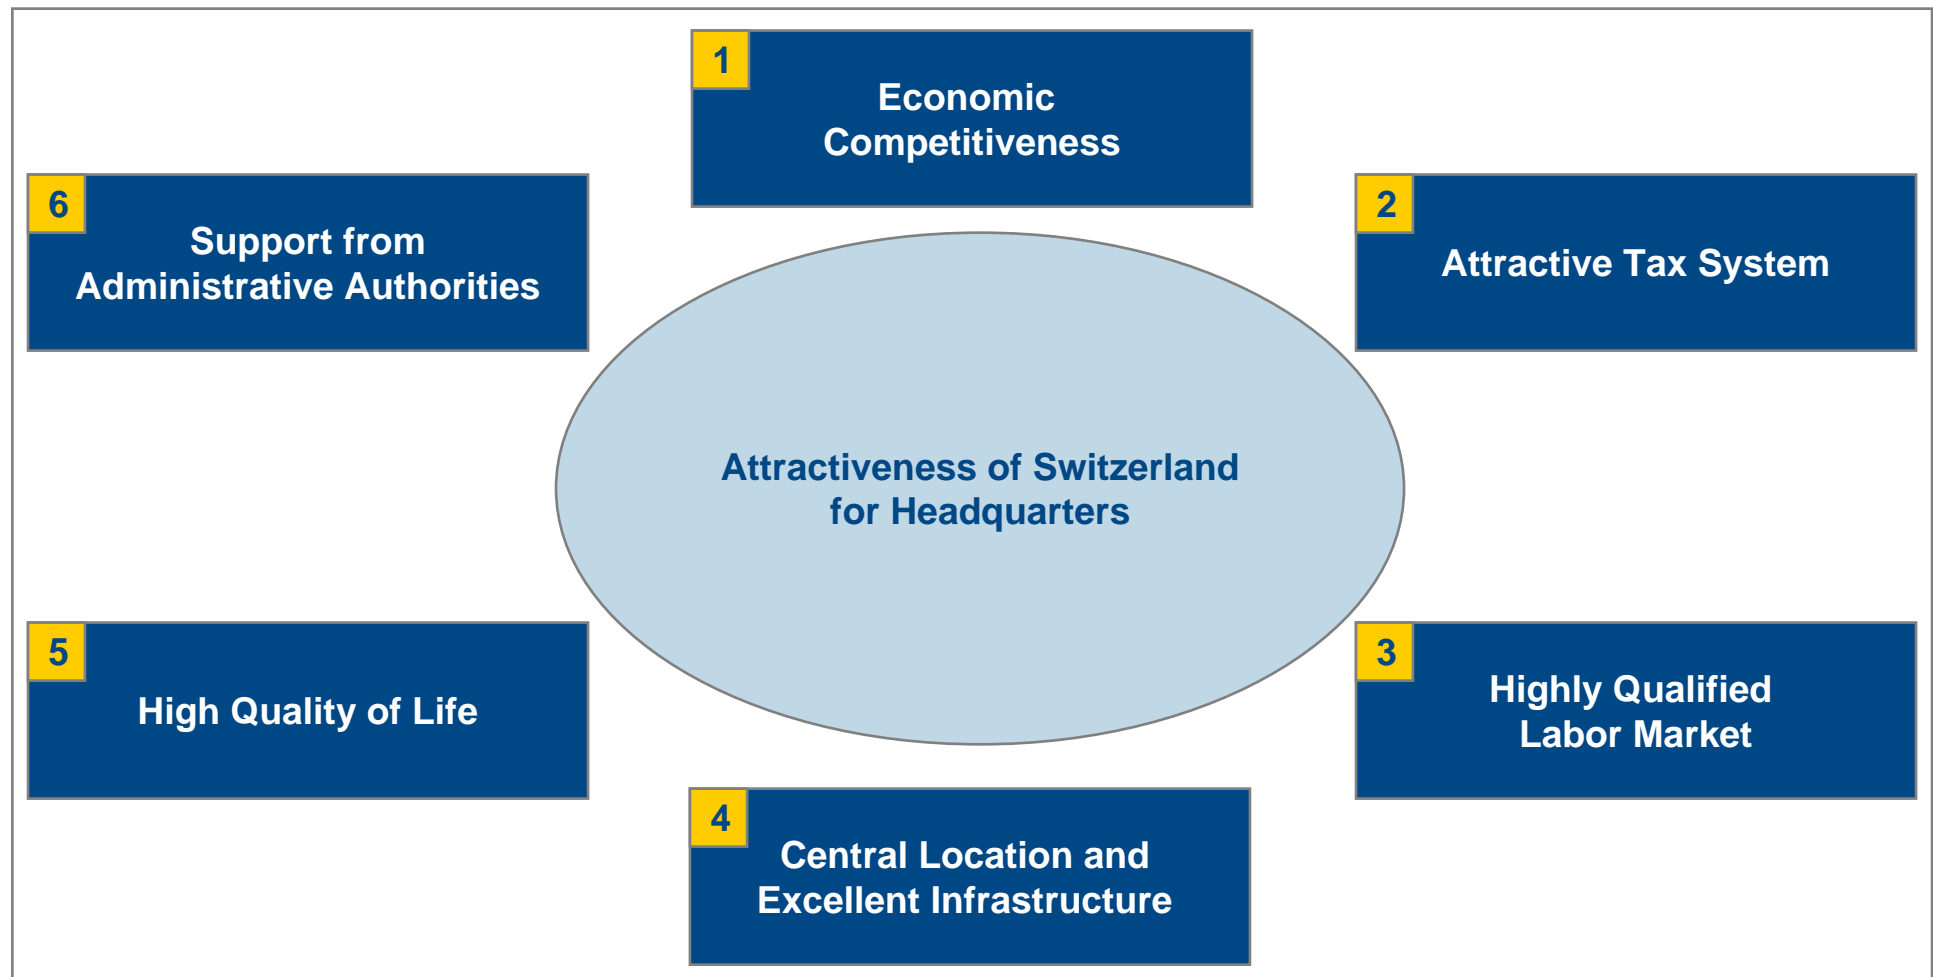 1
Economic
Competitiveness
2
Attractive Tax System
3
Highly Qualified
Labor Market
4
Central Location and
Excellent Infrastructure
5
High Quality of Life
6
Support from
Administrative Authorities
Attractiveness of Switzerland
for Headquarters